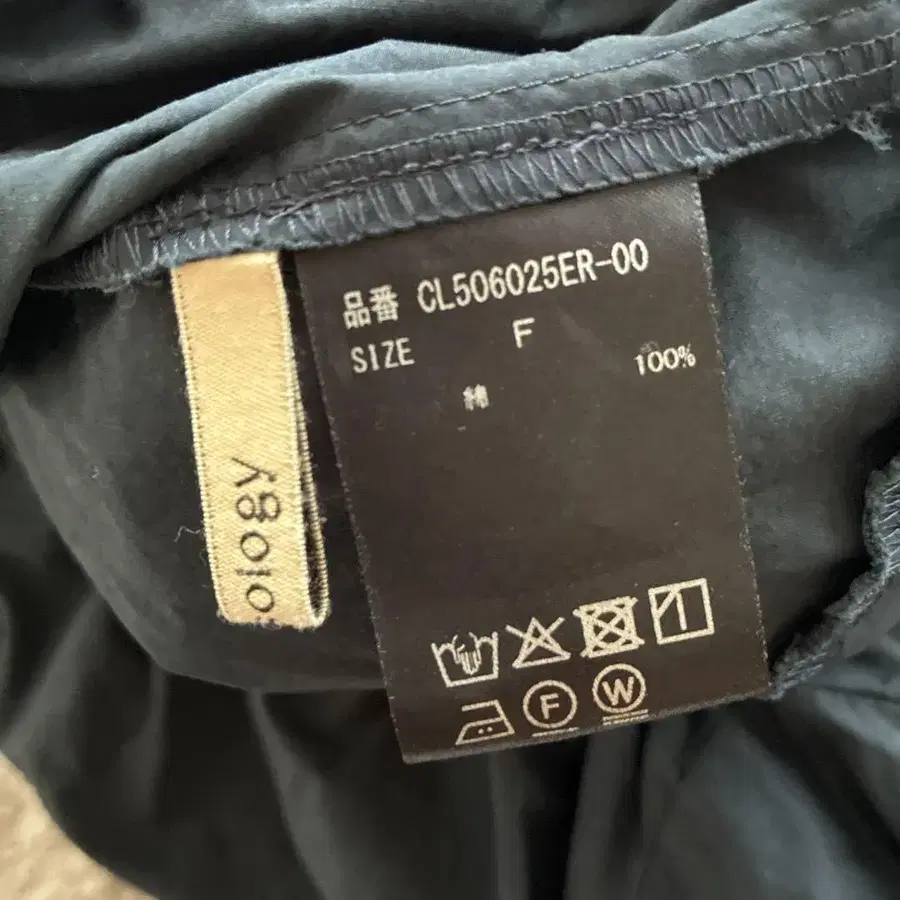 品番 CL506025ER-00
SIZE F
綿 100%
ology
F W